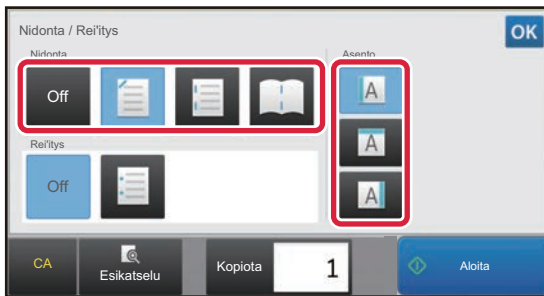 Nidonta / Rei'itys
OK
Nidonta
Asento
Off
A
A
A
Rei'itys
Off
CA
Esikatselu
Kopiota
1
Aloita